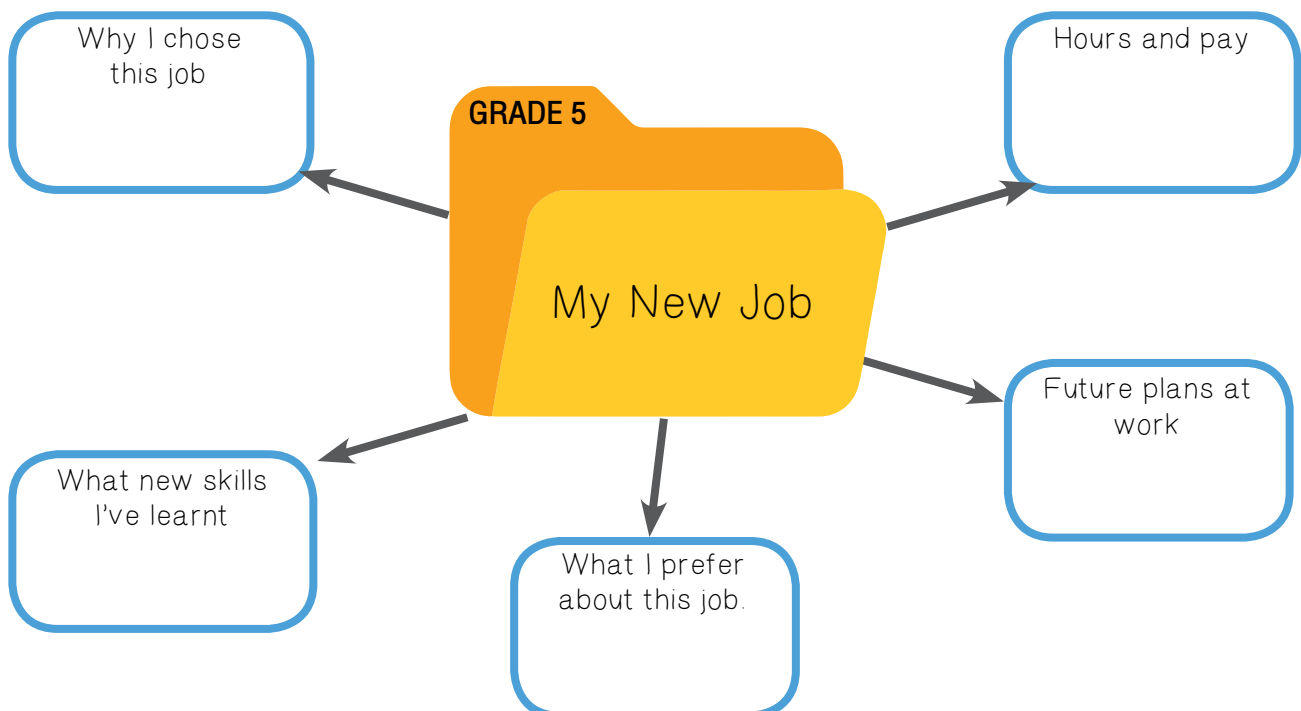 Why I chose
this job
Hours and pay
GRADE 5
My New Job
Future plans at
work
What new skills
I've learnt
What I prefer
about this job.